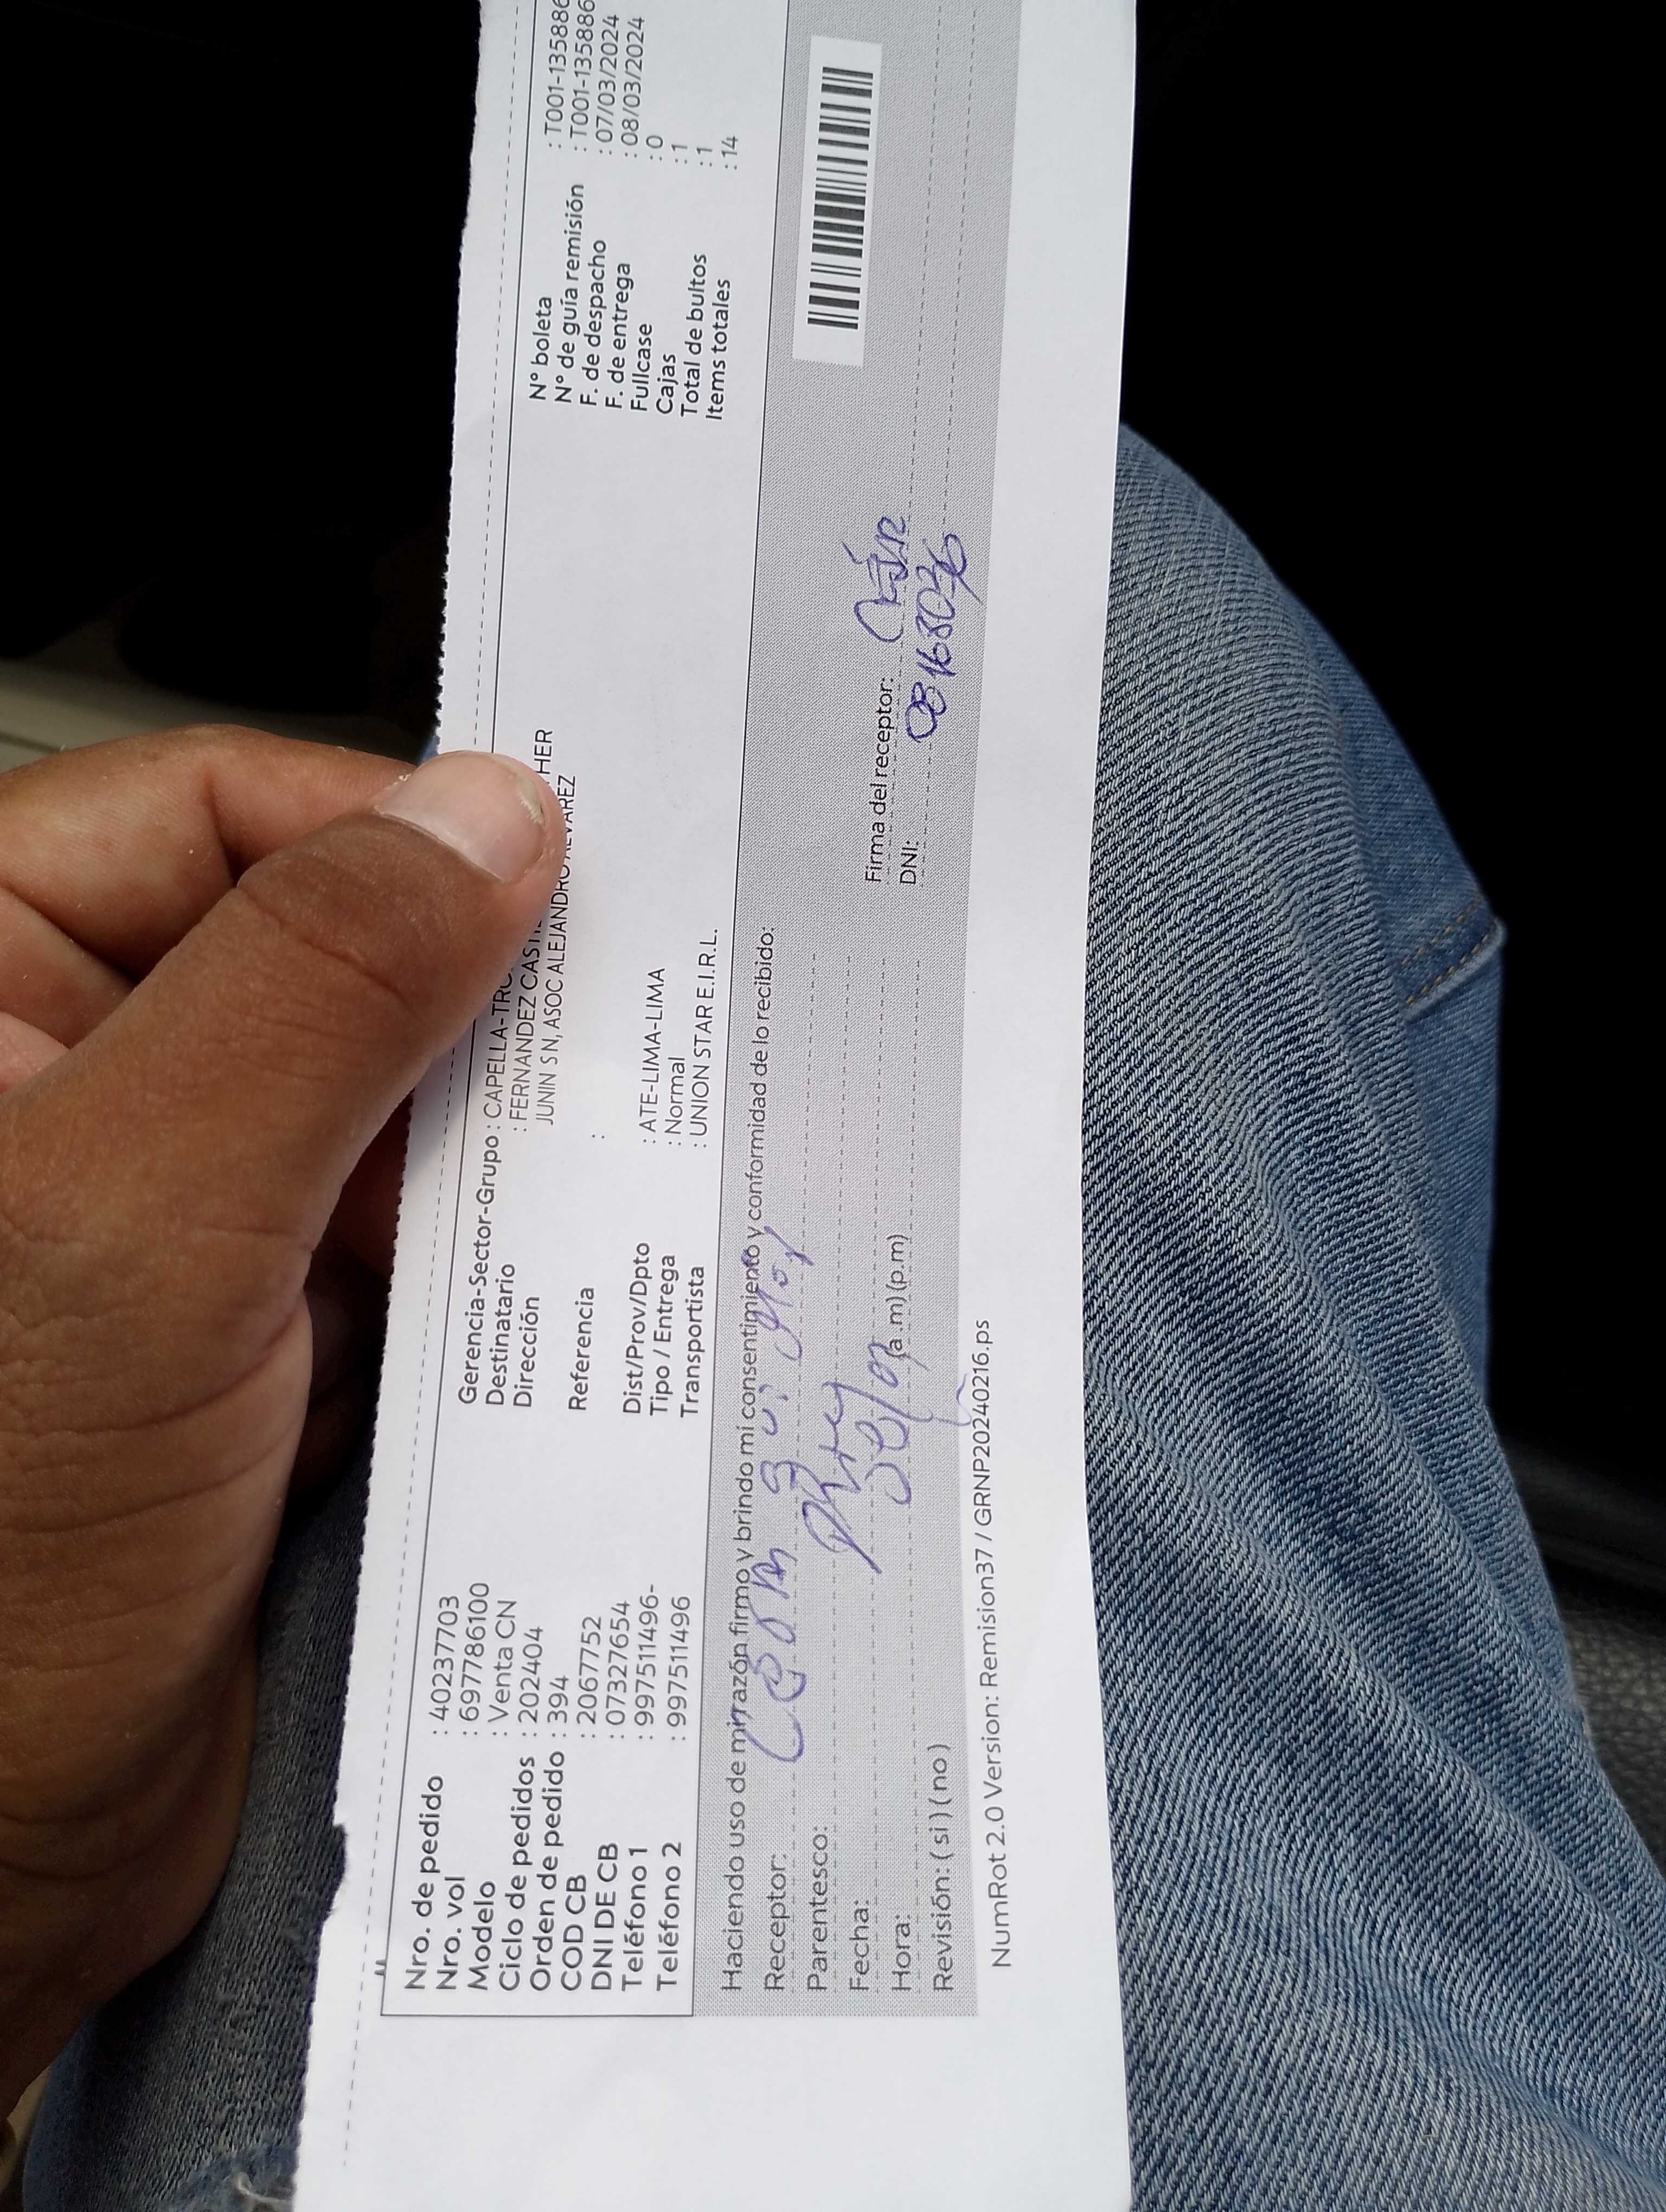 Nro. de pedido : 40237703
Nro. vol : 697786100
Modelo : Venta CN
Ciclo de pedidos : 202404
Orden de pedido : 394
COD CB : 2067752
DNI DE CB : 07327654
Teléfono 1 : 997511496-
Teléfono 2 : 997511496
Gerencia-Sector-Grupo : CAPELLA-
Destinatario : FERNANDEZ HER
Dirección JUNIN S N, ASOC ALEJANDRO ALVAREZ
Referencia :
Dist/Prov/Dpto : ATE-LIMA-LIMA
Tipo / Entrega : Normal
Transportista : UNION STAR E.I.R.L.
N° boleta : T001-135886
N° de guía remisión : T001-135886
F. de despacho : 07/03/2024
F. de entrega : 08/03/2024
Fullcase : 0
Cajas : 1
Total de bultos : 1
Items totales : 14
Haciendo uso de mi razón firmo y brindo mi consentimiento y conformidad de lo recibido:
Receptor:
Parentesco:
Fecha:
Hora: (a.m)(p.m)
Revisión: ( si ) ( no )
Firma del receptor:
DNI:
NumRot 2.0 Version: Remision37 / GRNP20240216.ps